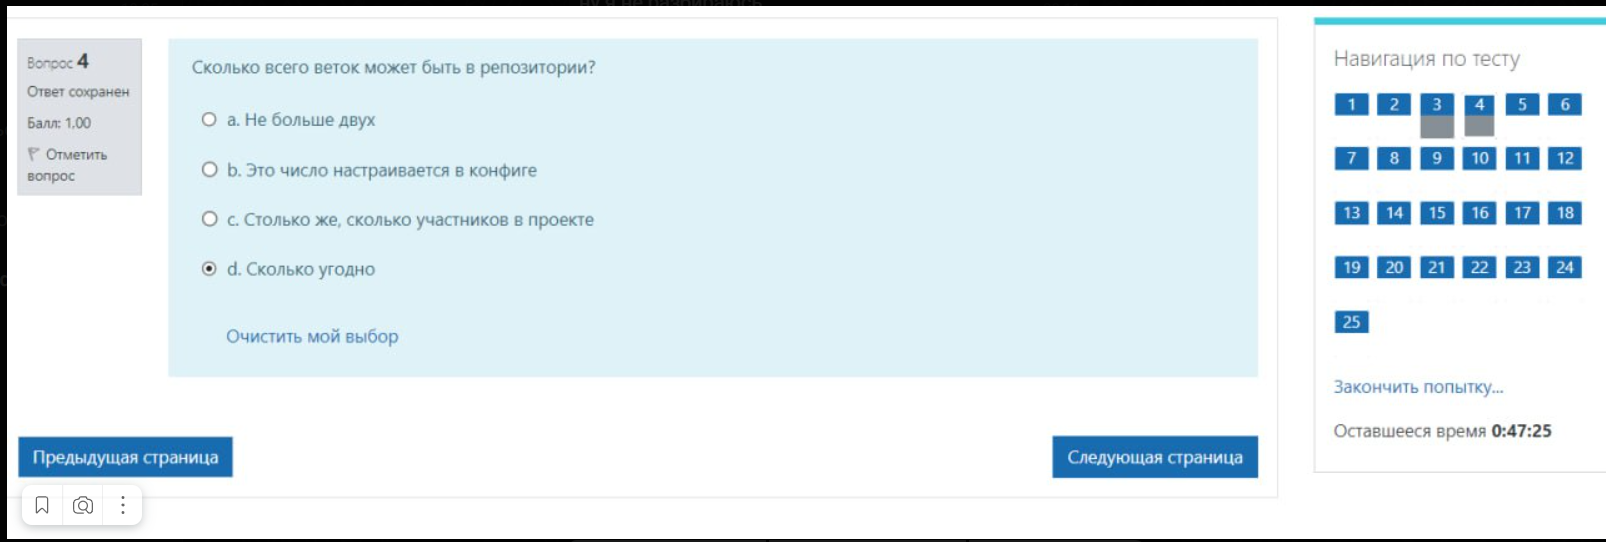 Вопрос 4
Ответ сохранен
Балл: 1,00
Отметить
вопрос
Сколько всего веток может быть в репозитории?
a. Не больше двух
b. Это число настраивается в конфиге
c. Столько же, сколько участников в проекте
d. Сколько угодно
Очистить мой выбор
Предыдущая страница
Следующая страница
Навигация по тесту
1 2 3 4 5 6
7 8 9 10 11 12
13 14 15 16 17 18
19 20 21 22 23 24
25
Закончить попытку...
Оставшееся время 0:47:25